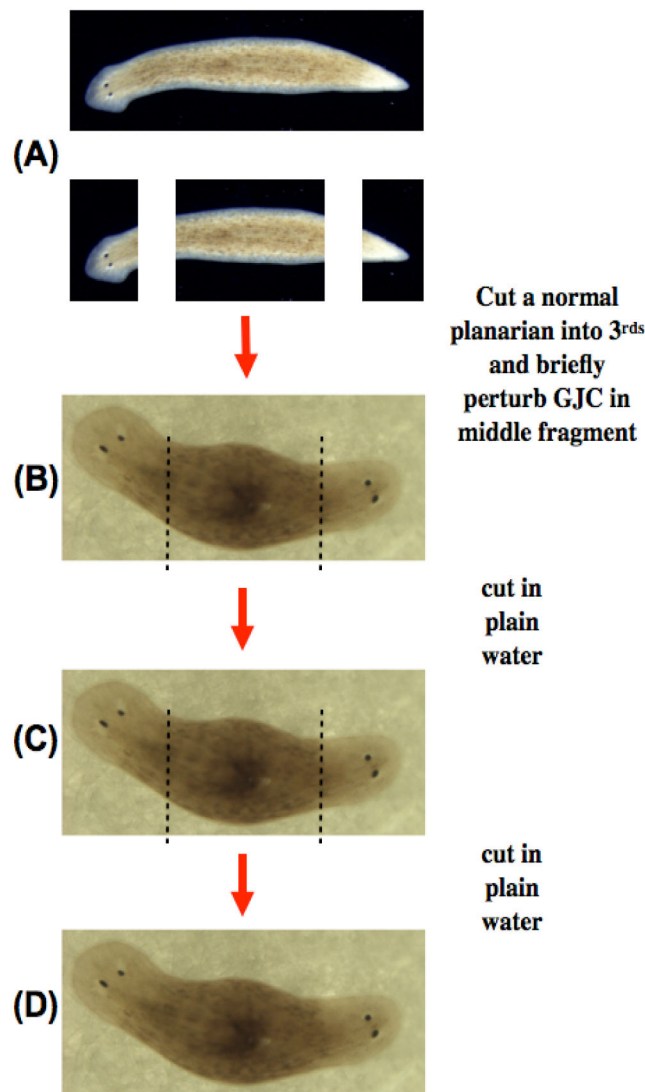 (A)
Cut a normal
planarian into 3rds
and briefly
perturb GJC in
middle fragment
(B)
cut in
plain
water
(C)
cut in
plain
water
(D)